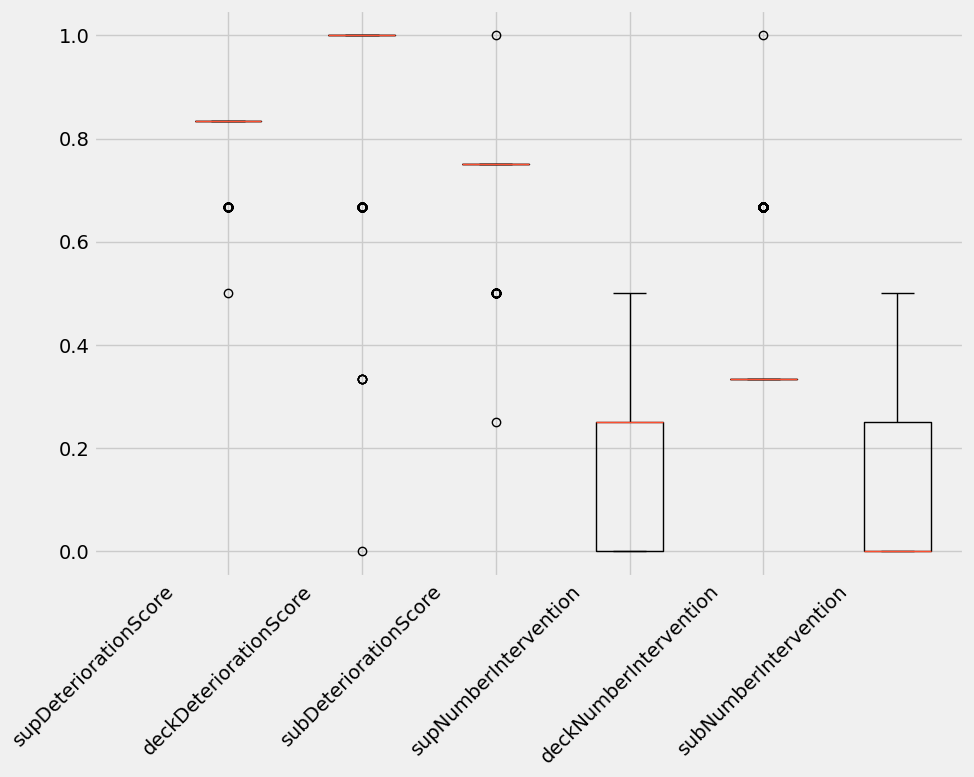 1.0
0.8
0.6
0.4
0.2
0.0
supDeteriorationScore
deckDeteriorationScore
subDeteriorationScore
supNumberIntervention
deckNumberIntervention
subNumberIntervention